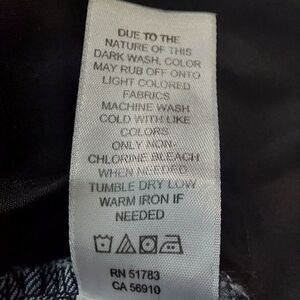 DUE TO THE
NATURE OF THIS
DARK WASH, COLOR
MAY RUB OFF ONTO
LIGHT COLORED
FABRICS
MACHINE WASH
COLD WITH LIKE
COLORS
ONLY NON-
CHLORINE BLEACH
WHEN NEEDED
TUMBLE DRY LOW
WARM IRON IF
NEEDED
RN 51783
CA 56910